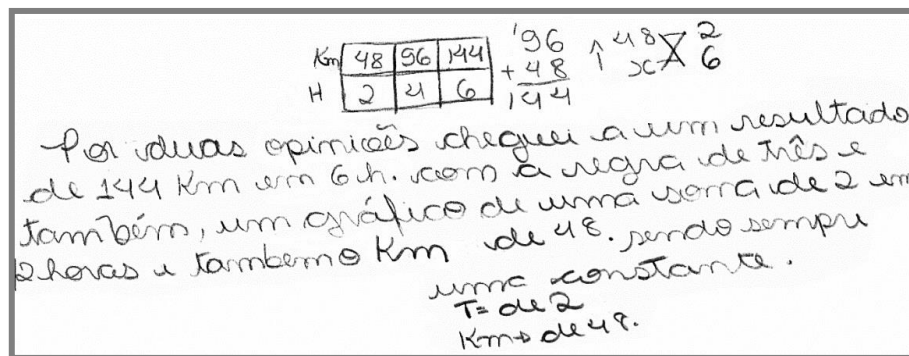 Km 48 96 144
H 2 4 6
96
+ 48
144
↑ 48 2
x 6
Por duas opiniões cheguei a um resultado
de 144 Km em 6 h. com a regra de três e
também, um gráfico de uma soma de 2 em
2 horas e também o Km de 48. sendo sempre
uma constante.
T= de 2
Km→ de 48.